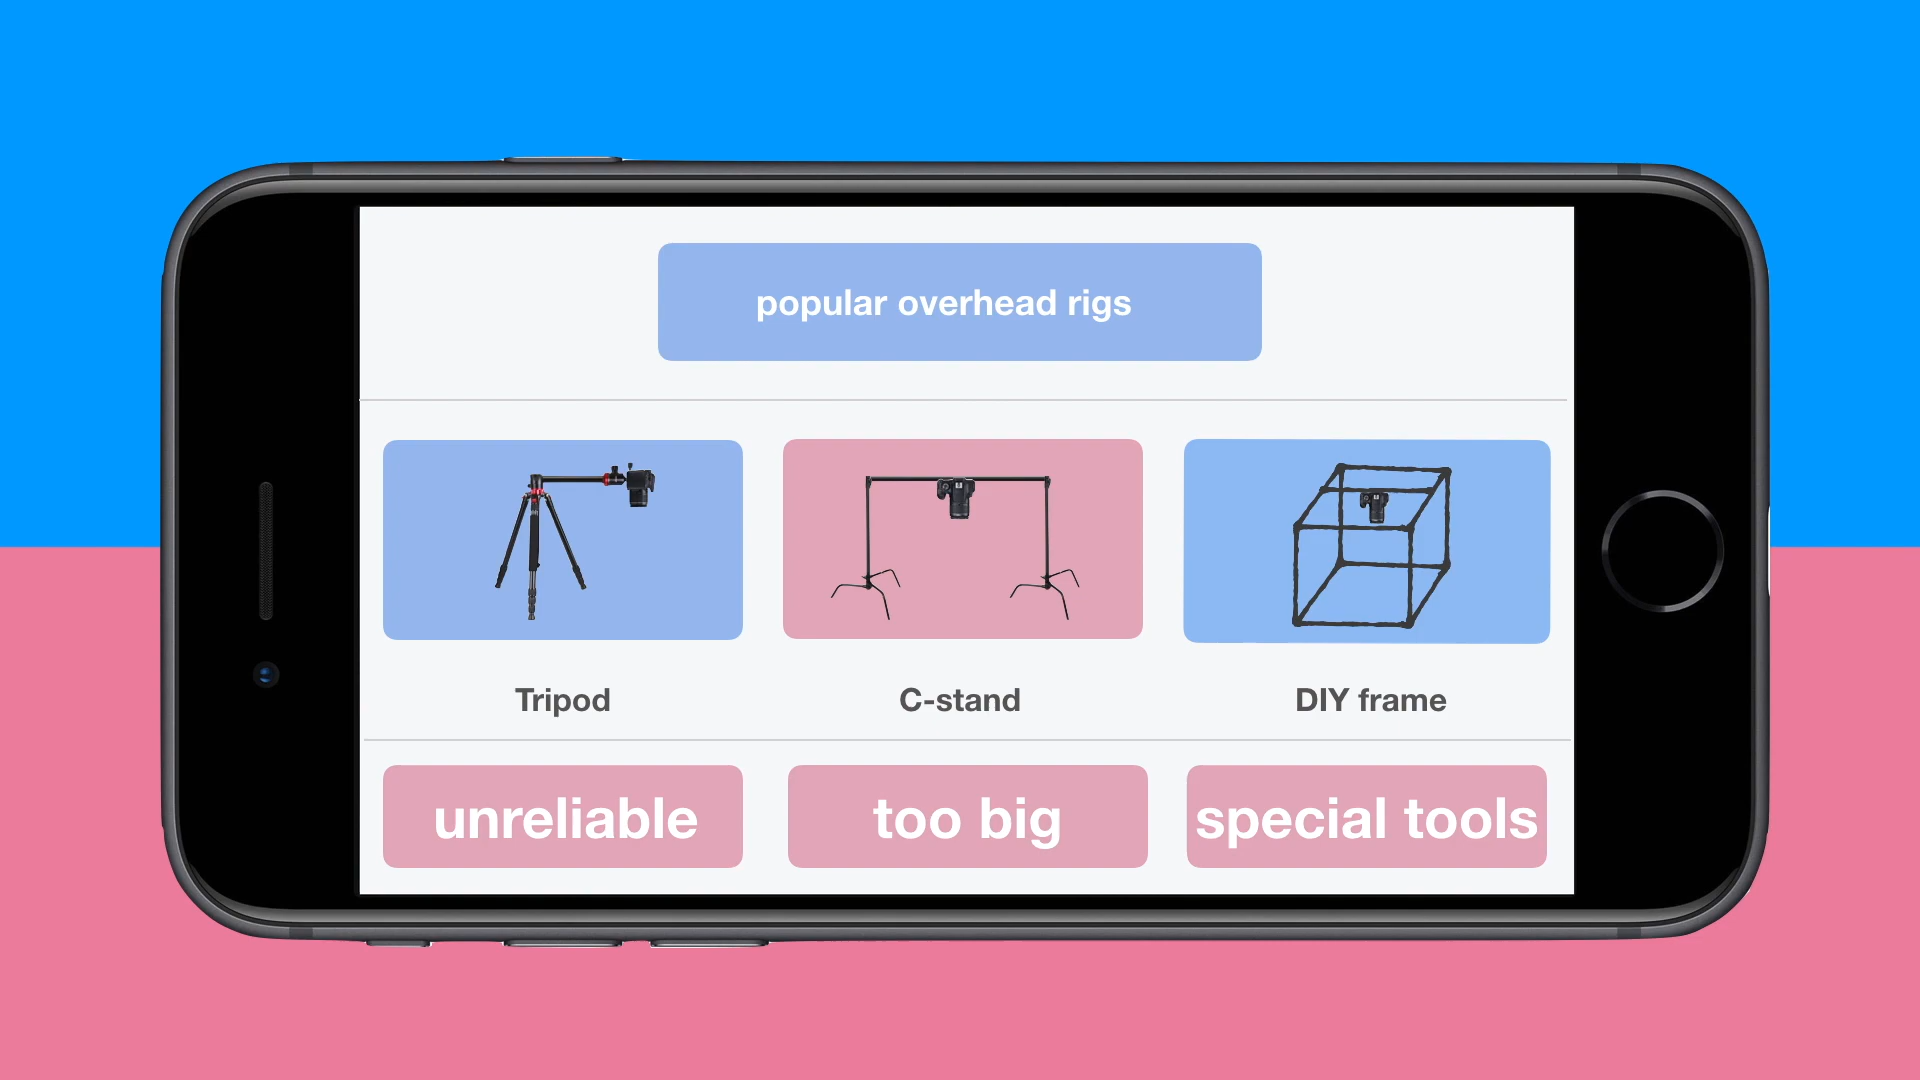 popular overhead rigs
Tripod
C-stand
DIY frame
unreliable
too big
special tools